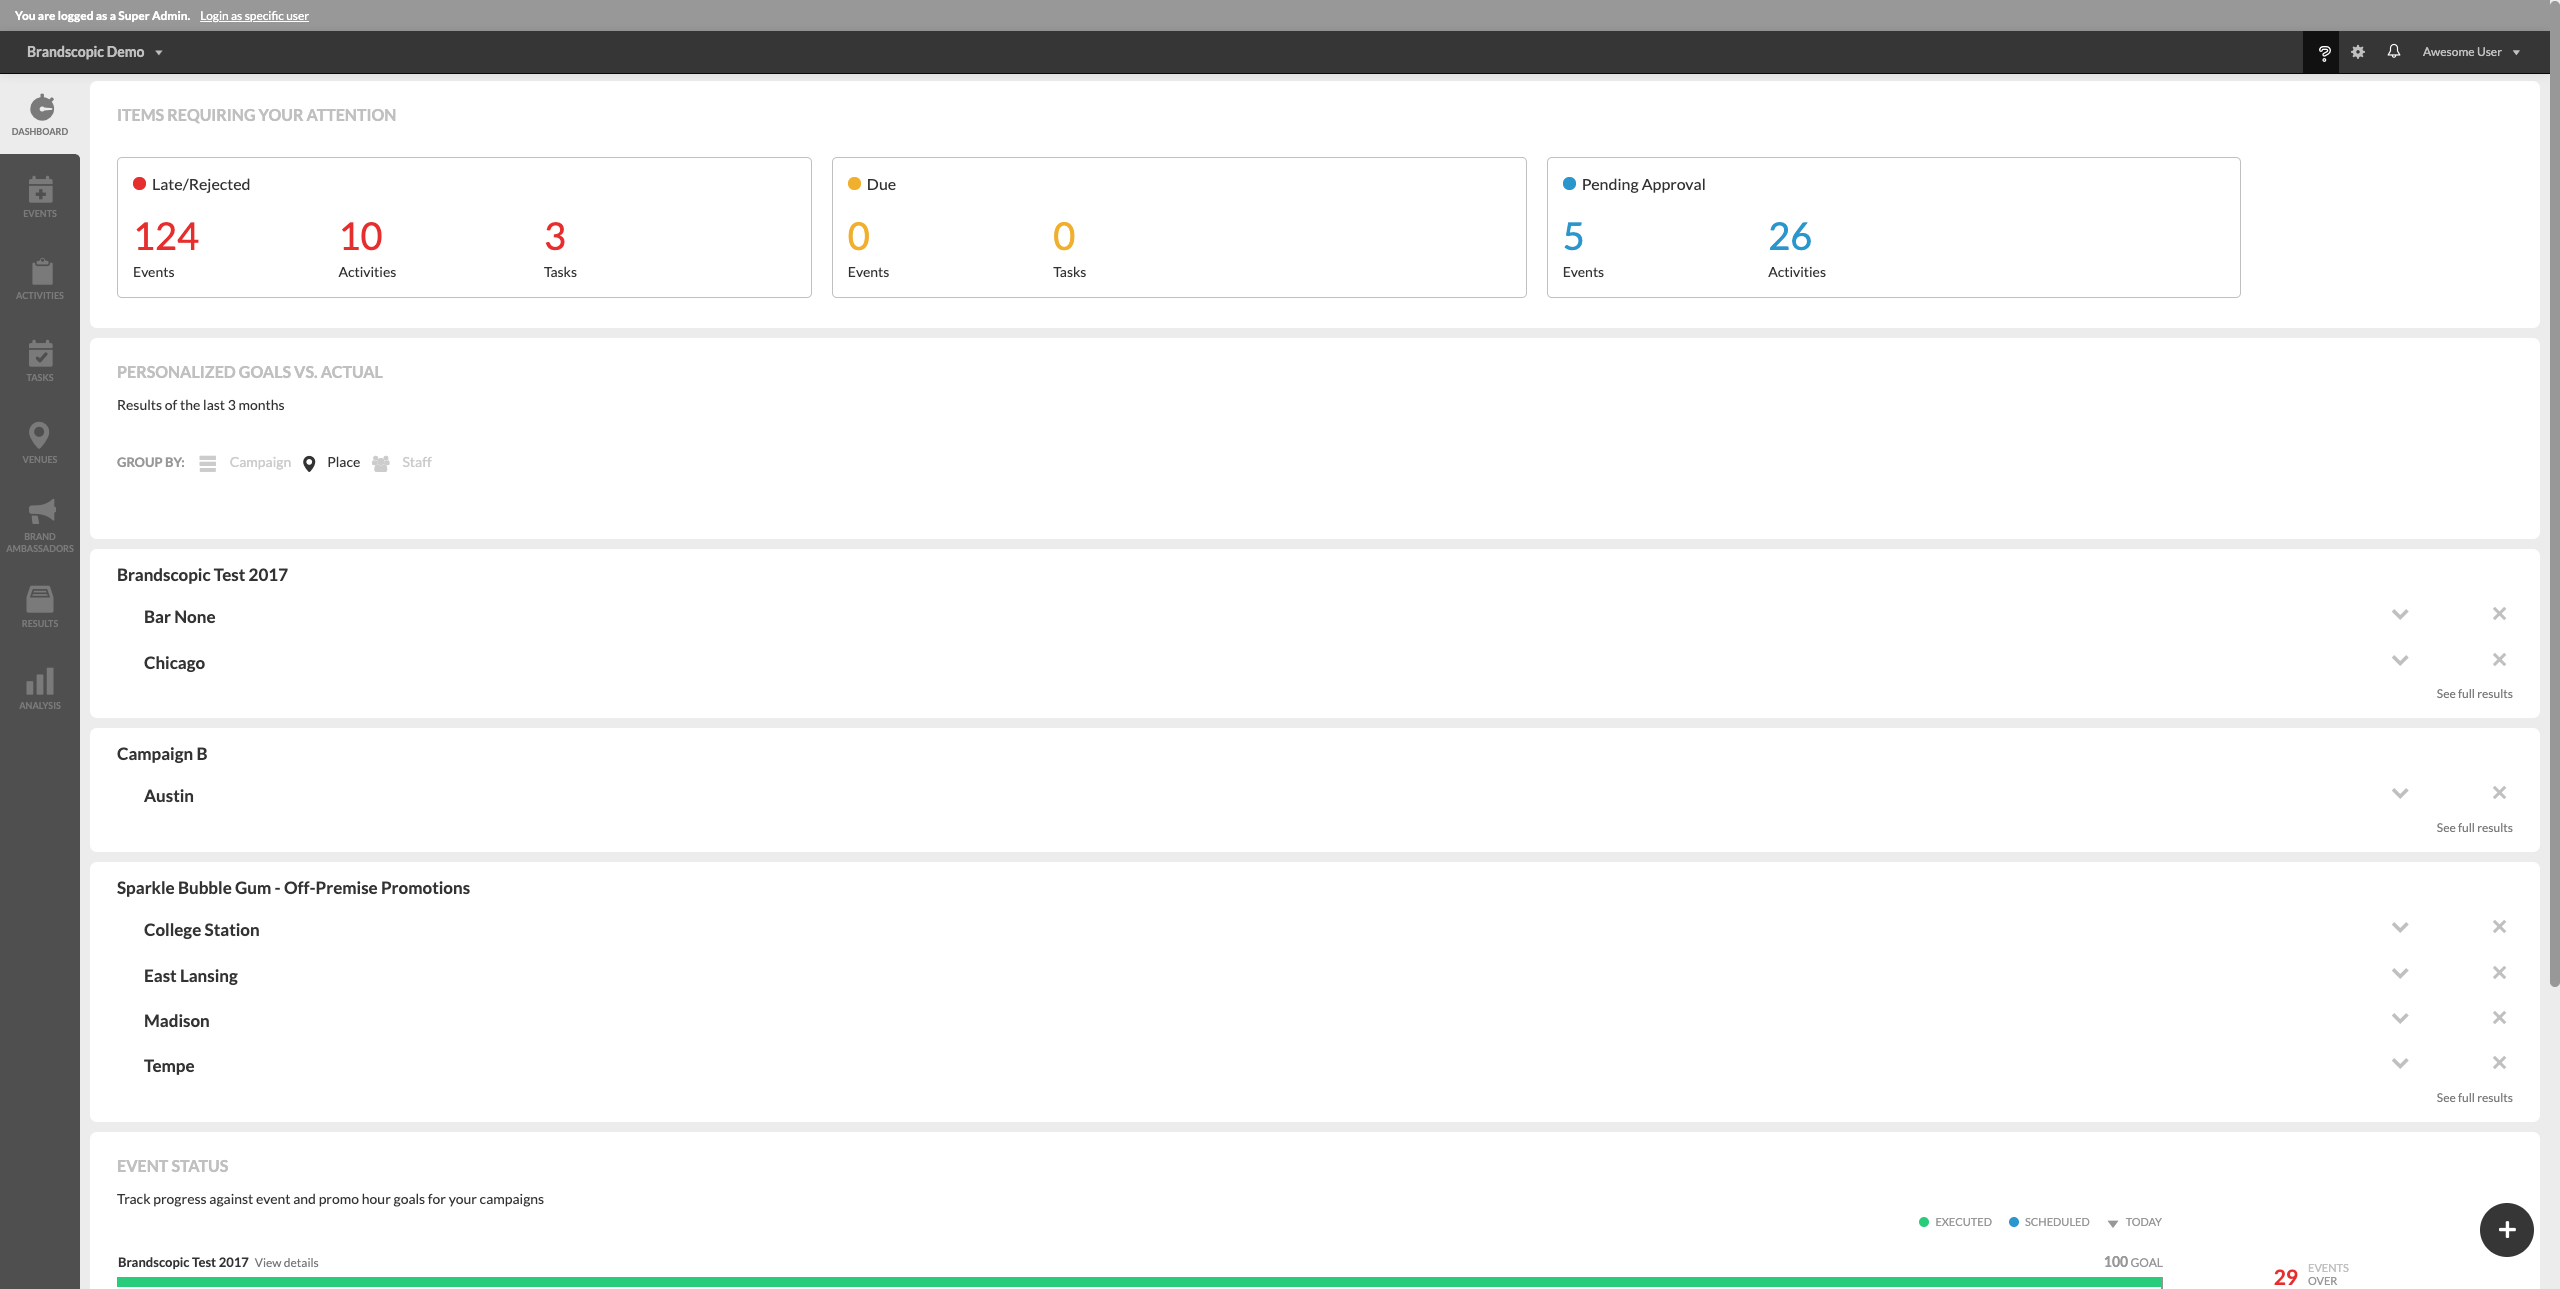 You are logged as a Super Admin. Login as specific user
Brandscopic Demo
Awesome User
DASHBOARD
EVENTS
ACTIVITIES
TASKS
VENUES
BRAND
AMBASSADORS
RESULTS
ANALYSIS
ITEMS REQUIRING YOUR ATTENTION
Late/Rejected
124 10 3
Events Activities Tasks
Due
0 0
Events Tasks
Pending Approval
5 26
Events Activities
PERSONALIZED GOALS VS. ACTUAL
Results of the last 3 months
GROUP BY: Campaign Place Staff
Brandscopic Test 2017
Bar None
Chicago
See full results
Campaign B
Austin
See full results
Sparkle Bubble Gum - Off-Premise Promotions
College Station
East Lansing
Madison
Tempe
See full results
EVENT STATUS
Track progress against event and promo hour goals for your campaigns
EXECUTED SCHEDULED TODAY
Brandscopic Test 2017 View details
100 GOAL
29 EVENTS
OVER